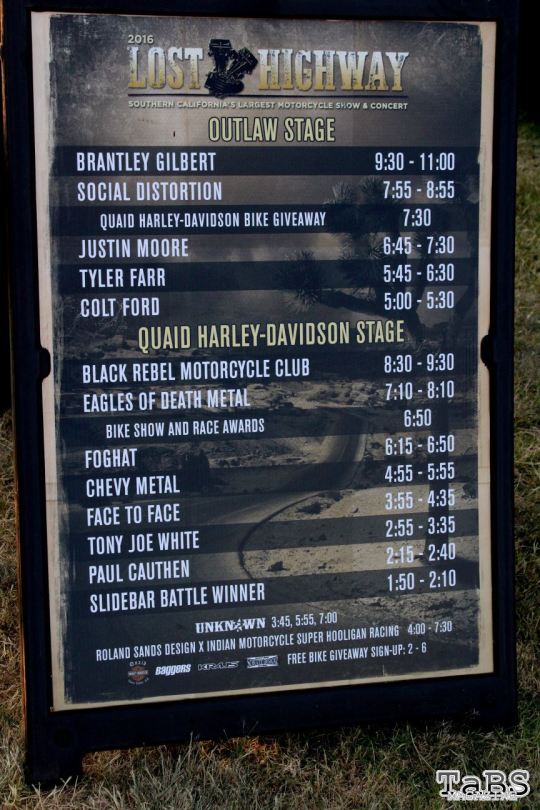 2016
LOST HIGHWAY
SOUTHERN CALIFORNIA'S LARGEST MOTORCYCLE SHOW & CONCERT
OUTLAW STAGE
BRANTLEY GILBERT 9:30 - 11:00
SOCIAL DISTORTION 7:55 - 8:55
QUAID HARLEY-DAVIDSON BIKE GIVEAWAY 7:30
JUSTIN MOORE 6:45 - 7:30
TYLER FARR 5:45 - 6:30
COLT FORD 5:00 - 5:30
QUAID HARLEY-DAVIDSON STAGE
BLACK REBEL MOTORCYCLE CLUB 8:30 - 9:30
EAGLES OF DEATH METAL 7:10 - 8:10
BIKE SHOW AND RACE AWARDS 6:50
FOGHAT 6:15 - 6:50
CHEVY METAL 4:55 - 5:55
FACE TO FACE 3:55 - 4:35
TONY JOE WHITE 2:55 - 3:35
PAUL CAUTHEN 2:15 - 2:40
SLIDEBAR BATTLE WINNER 1:50 - 2:10
UNKNWN 3:45, 5:55, 7:00
ROLAND SANDS DESIGN X INDIAN MOTORCYCLE SUPER HOOLIGAN RACING 4:00 - 7:30
BAGGERS FREE BIKE GIVEAWAY SIGN-UP: 2 - 6
TaBS